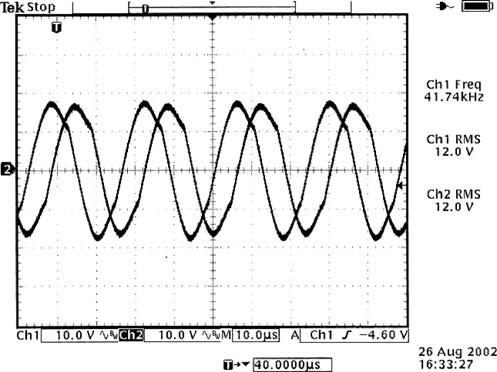 Tek Stop
T
T
Ch1 Freq
41.74kHz
Ch1 RMS
12.0 V
2
Ch2 RMS
12.0 V
Ch1 10.0 V Ch2 10.0 V M 10.0µs A Ch1 -4.60 V
T 40.0000µs
26 Aug 2002
16:33:27